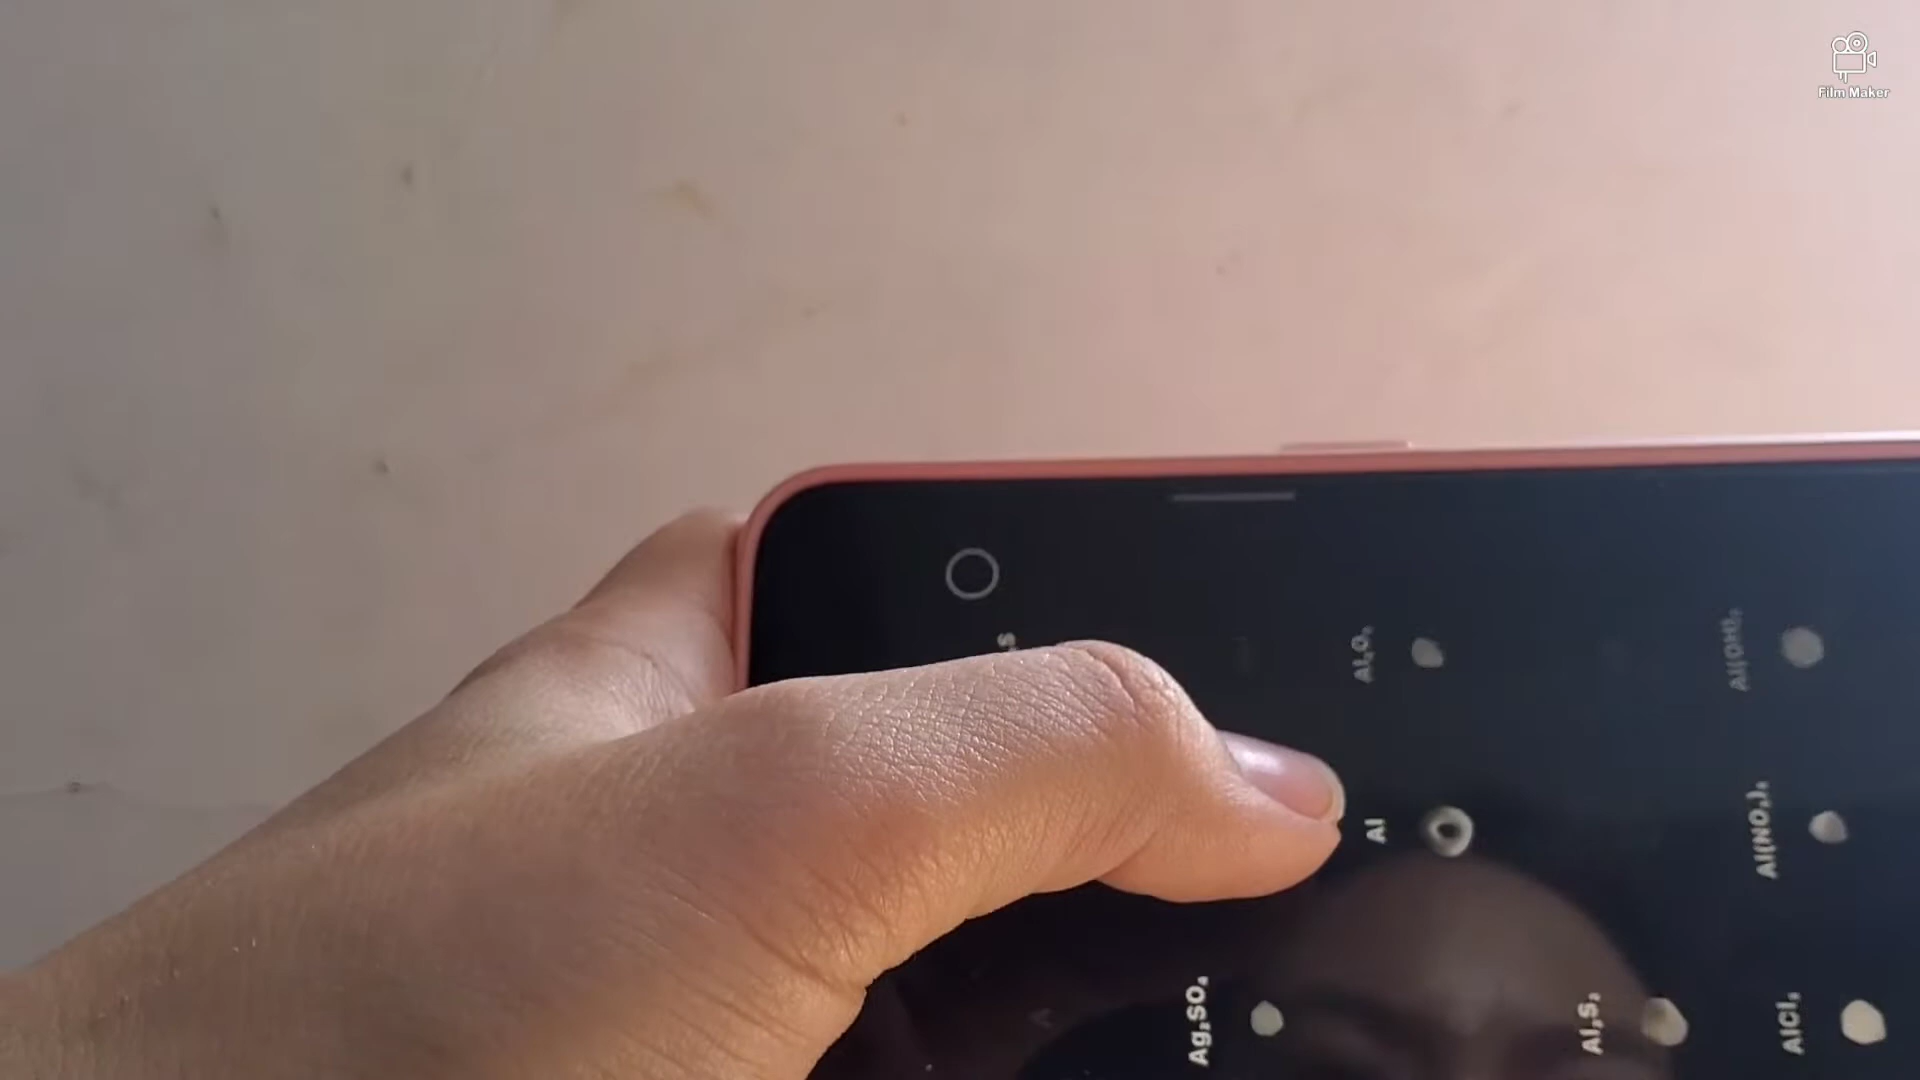 Film Maker
Al₂O₃
Al(OH)₃
Al
Al(NO₃)₃
Ag₂SO₄
Al₂S₃
AlCl₃